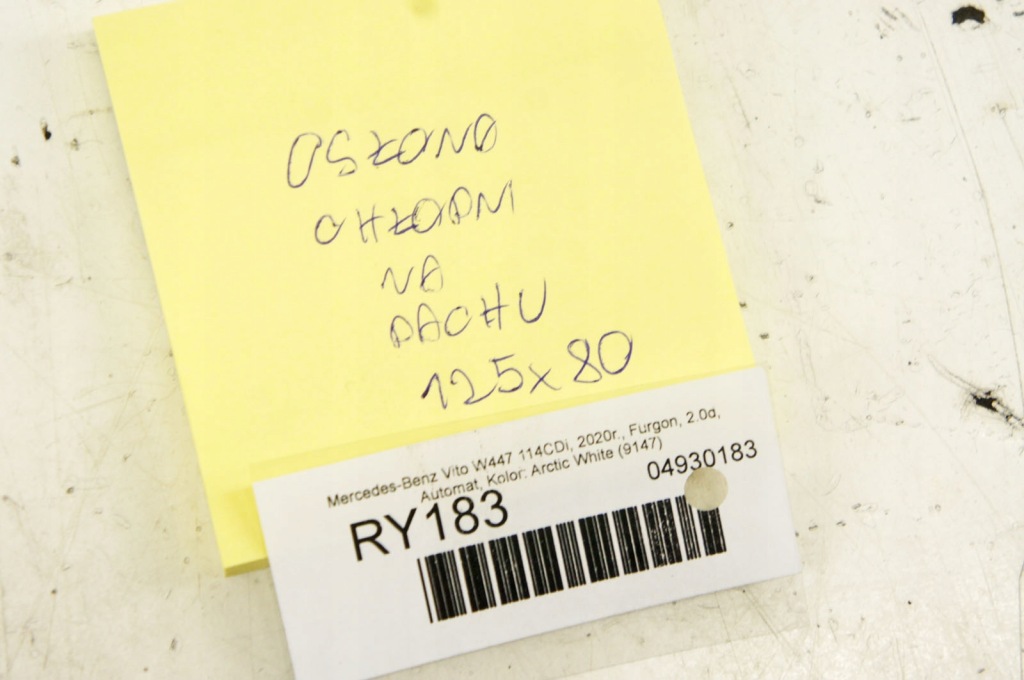 OSŁONA
CHŁODNI
NA
DACHU
125x80
Mercedes-Benz Vito W447 114CDi, 2020r., Furgon, 2.0d,
Automat, Kolor: Arctic White (9147)
RY183
04930183